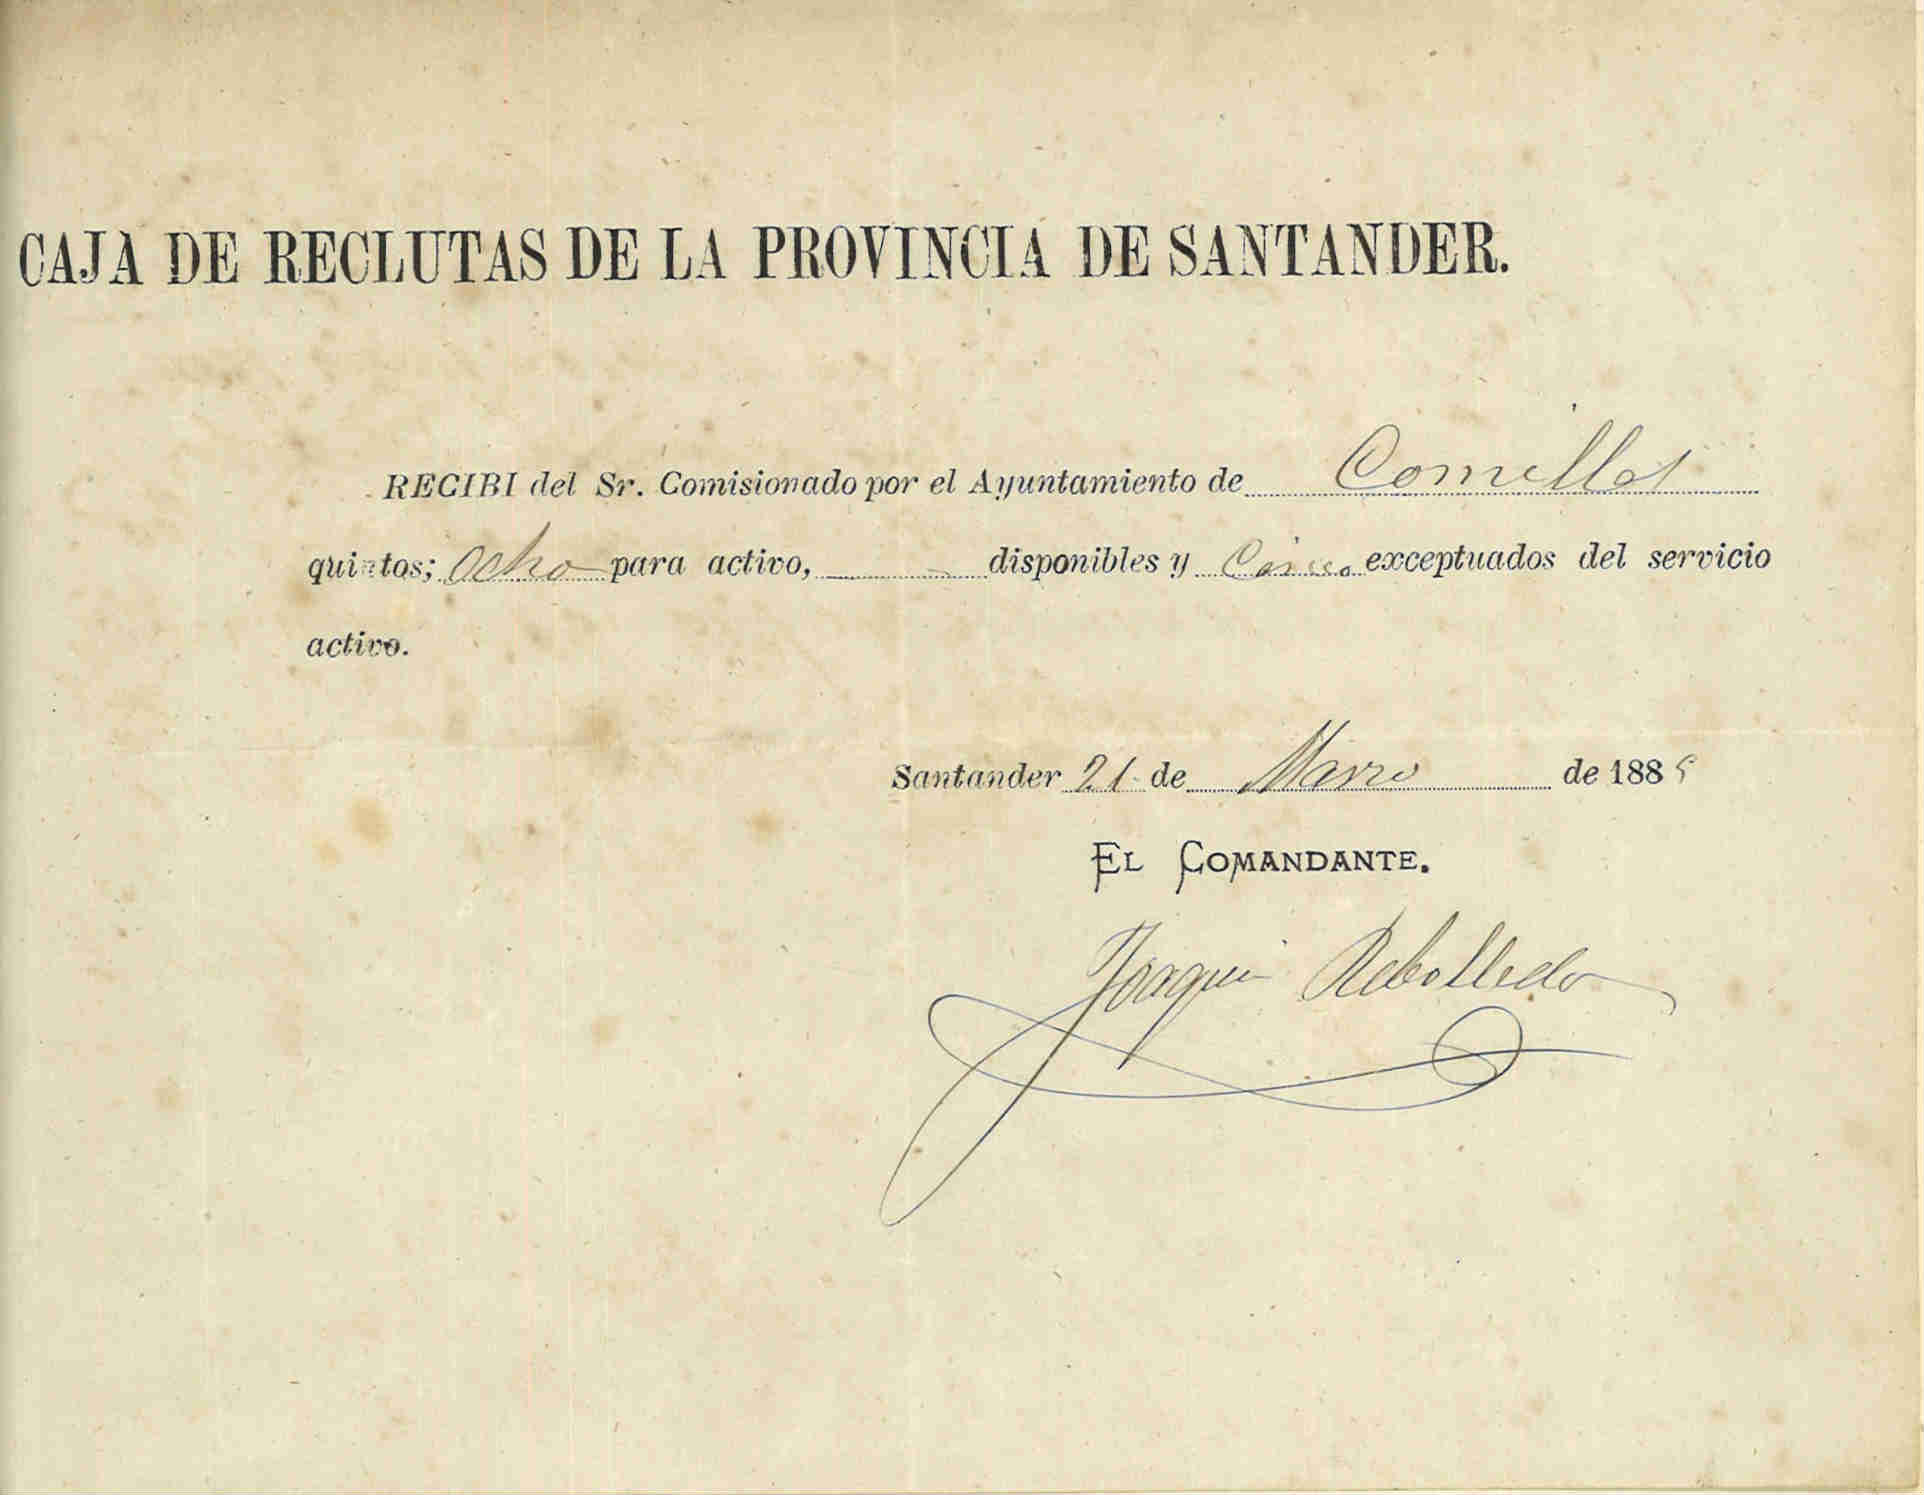 CAJA DE RECLUTAS DE LA PROVINCIA DE SANTANDER.
RECIBI del Sr. Comisionado por el Ayuntamiento de Comillas
quintos; Ocho para activo, disponibles y Cinco exceptuados del servicio
activo.
Santander 21 de Marzo de 1885
EL COMANDANTE.
Joaquin Rebolledo